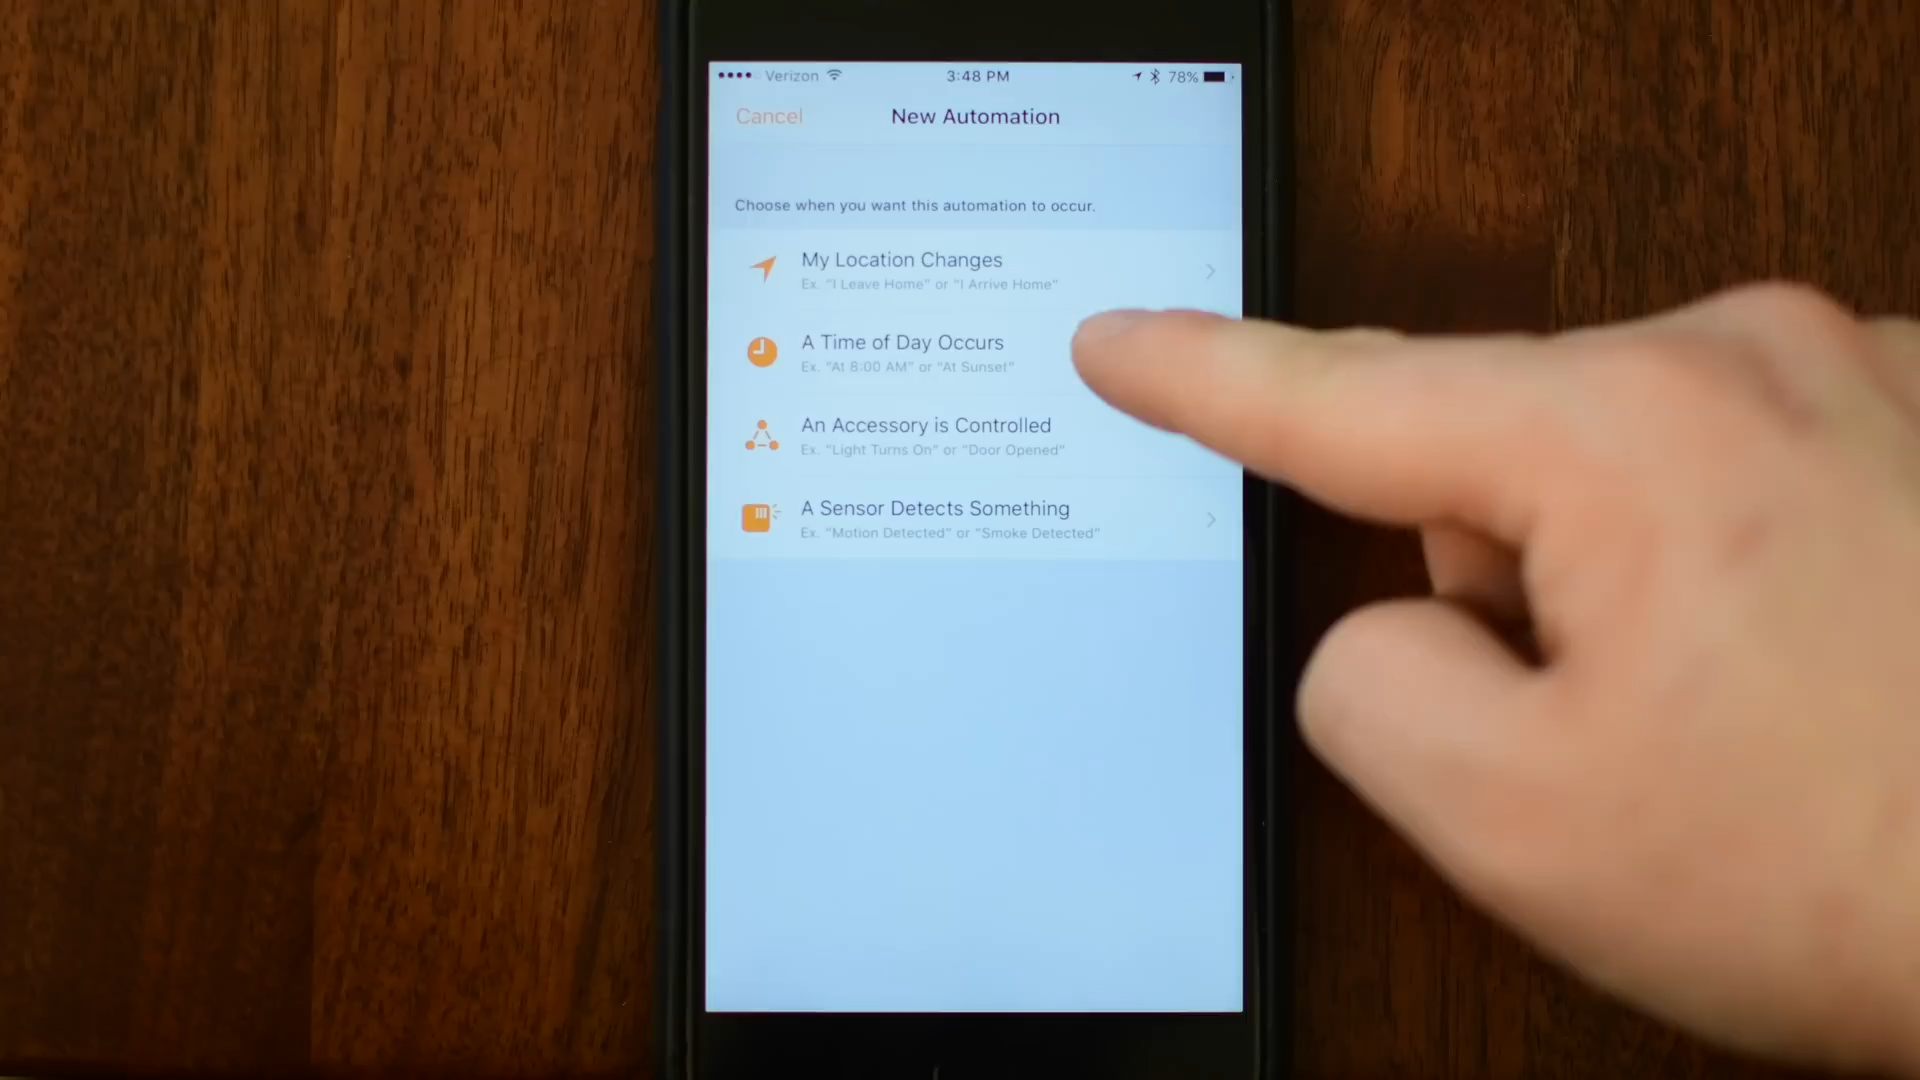 Verizon 3:48 PM 78%
Cancel New Automation
Choose when you want this automation to occur.
My Location Changes
Ex. "I Leave Home" or "I Arrive Home"
A Time of Day Occurs
Ex. "At 8:00 AM" or "At Sunset"
An Accessory is Controlled
Ex. "Light Turns On" or "Door Opened"
A Sensor Detects Something
Ex. "Motion Detected" or "Smoke Detected"